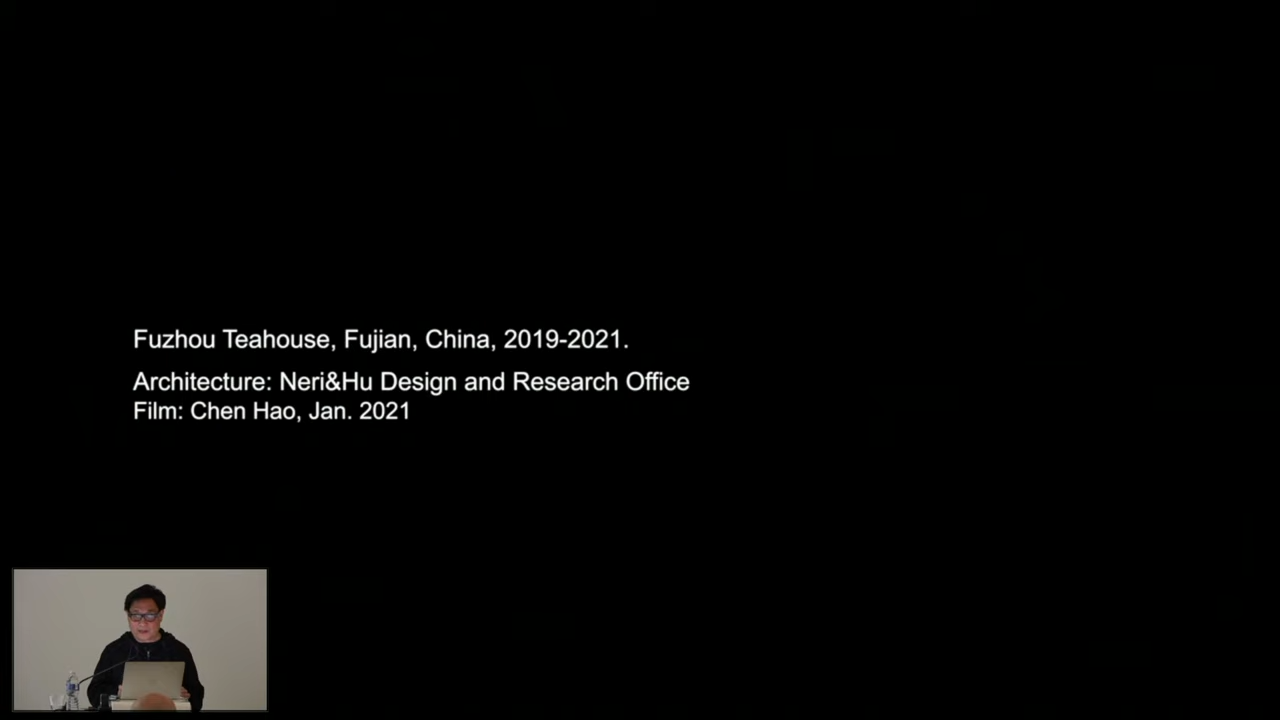 Fuzhou Teahouse, Fujian, China, 2019-2021.
Architecture: Neri&Hu Design and Research Office
Film: Chen Hao, Jan. 2021